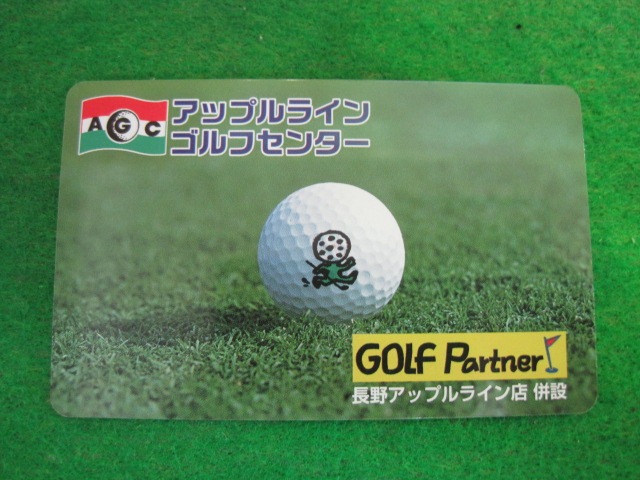 AGC
アップルライン
ゴルフセンター
GOLF Partner
長野アップルライン店 併設